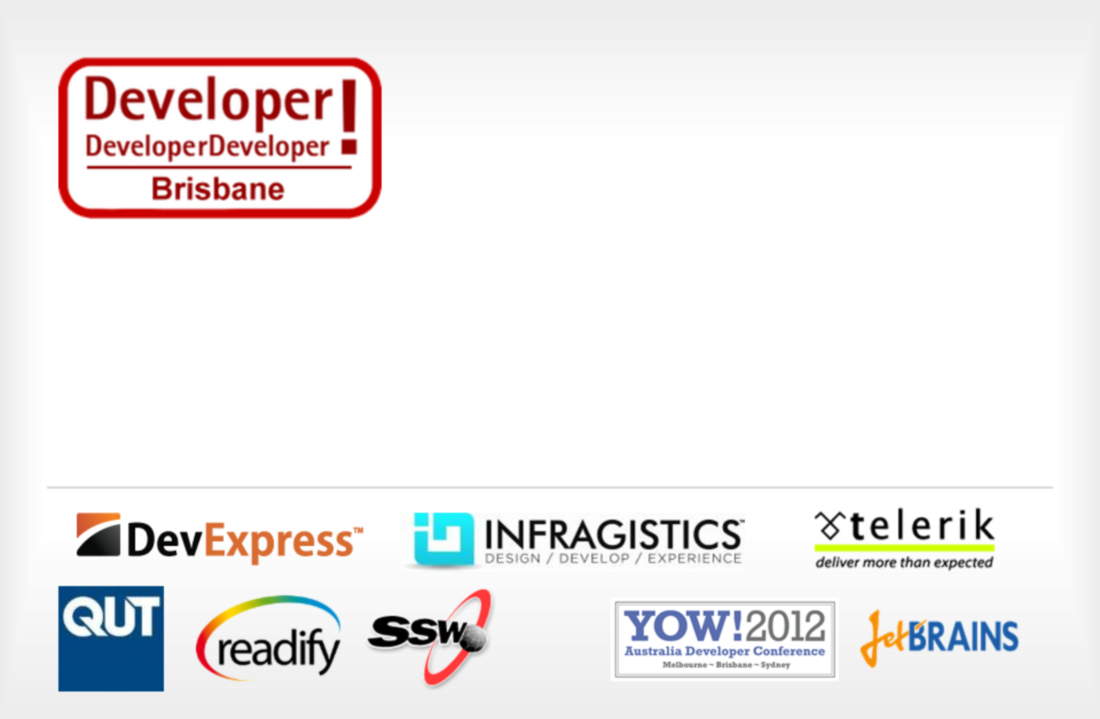 Developer!
DeveloperDeveloper
Brisbane
DevExpress™
INFRAGISTICS™
DESIGN / DEVELOP / EXPERIENCE
telerik
deliver more than expected
QUT
readify
SSW
YOW!2012
Australia Developer Conference
Melbourne ~ Brisbane ~ Sydney
JetBRAINS